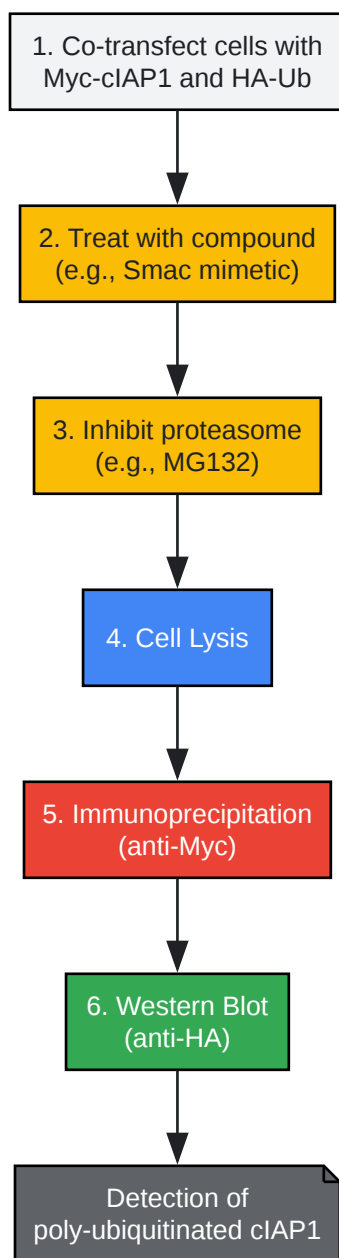 1. Co-transfect cells with
Myc-cIAP1 and HA-Ub
2. Treat with compound
(e.g., Smac mimetic)
3. Inhibit proteasome
(e.g., MG132)
4. Cell Lysis
5. Immunoprecipitation
(anti-Myc)
6. Western Blot
(anti-HA)
Detection of
poly-ubiquitinated cIAP1